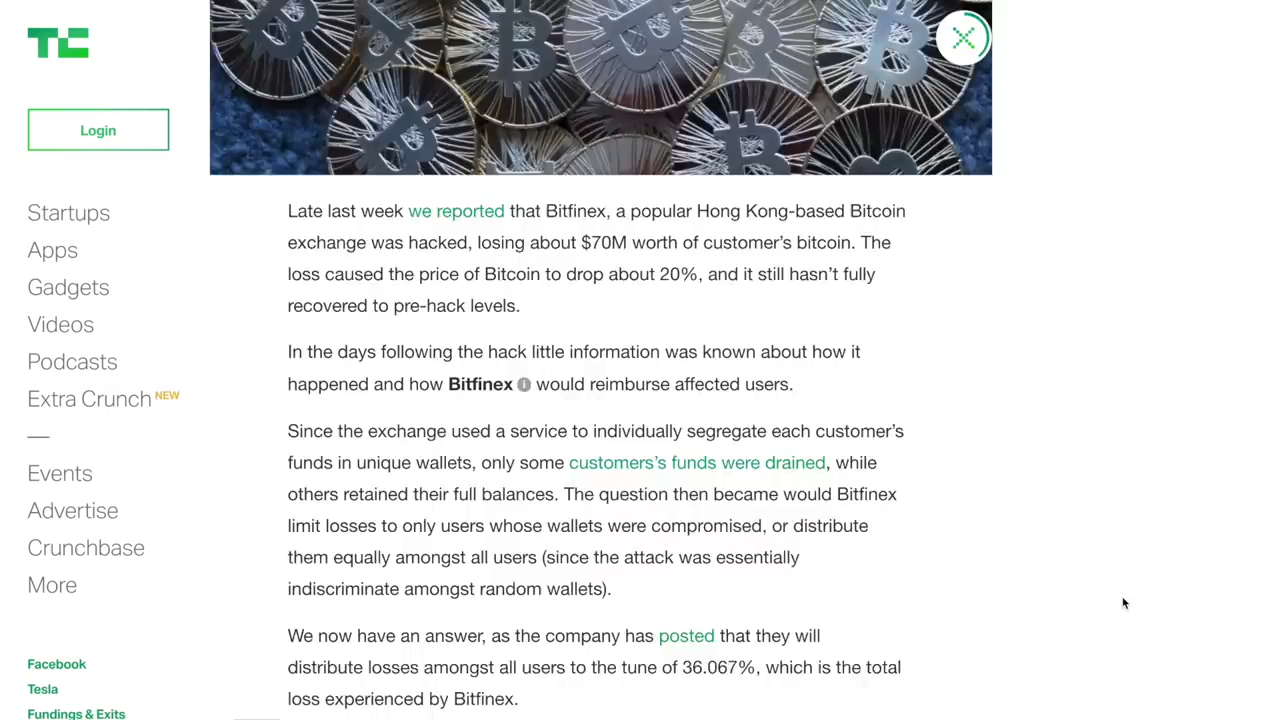 TC
Login
Startups
Apps
Gadgets
Videos
Podcasts
Extra Crunch NEW
—
Events
Advertise
Crunchbase
More
Facebook
Tesla
Fundings & Exits
Late last week we reported that Bitfinex, a popular Hong Kong-based Bitcoin
exchange was hacked, losing about $70M worth of customer’s bitcoin. The
loss caused the price of Bitcoin to drop about 20%, and it still hasn’t fully
recovered to pre-hack levels.
In the days following the hack little information was known about how it
happened and how Bitfinex i would reimburse affected users.
Since the exchange used a service to individually segregate each customer’s
funds in unique wallets, only some customers’s funds were drained, while
others retained their full balances. The question then became would Bitfinex
limit losses to only users whose wallets were compromised, or distribute
them equally amongst all users (since the attack was essentially
indiscriminate amongst random wallets).
We now have an answer, as the company has posted that they will
distribute losses amongst all users to the tune of 36.067%, which is the total
loss experienced by Bitfinex.